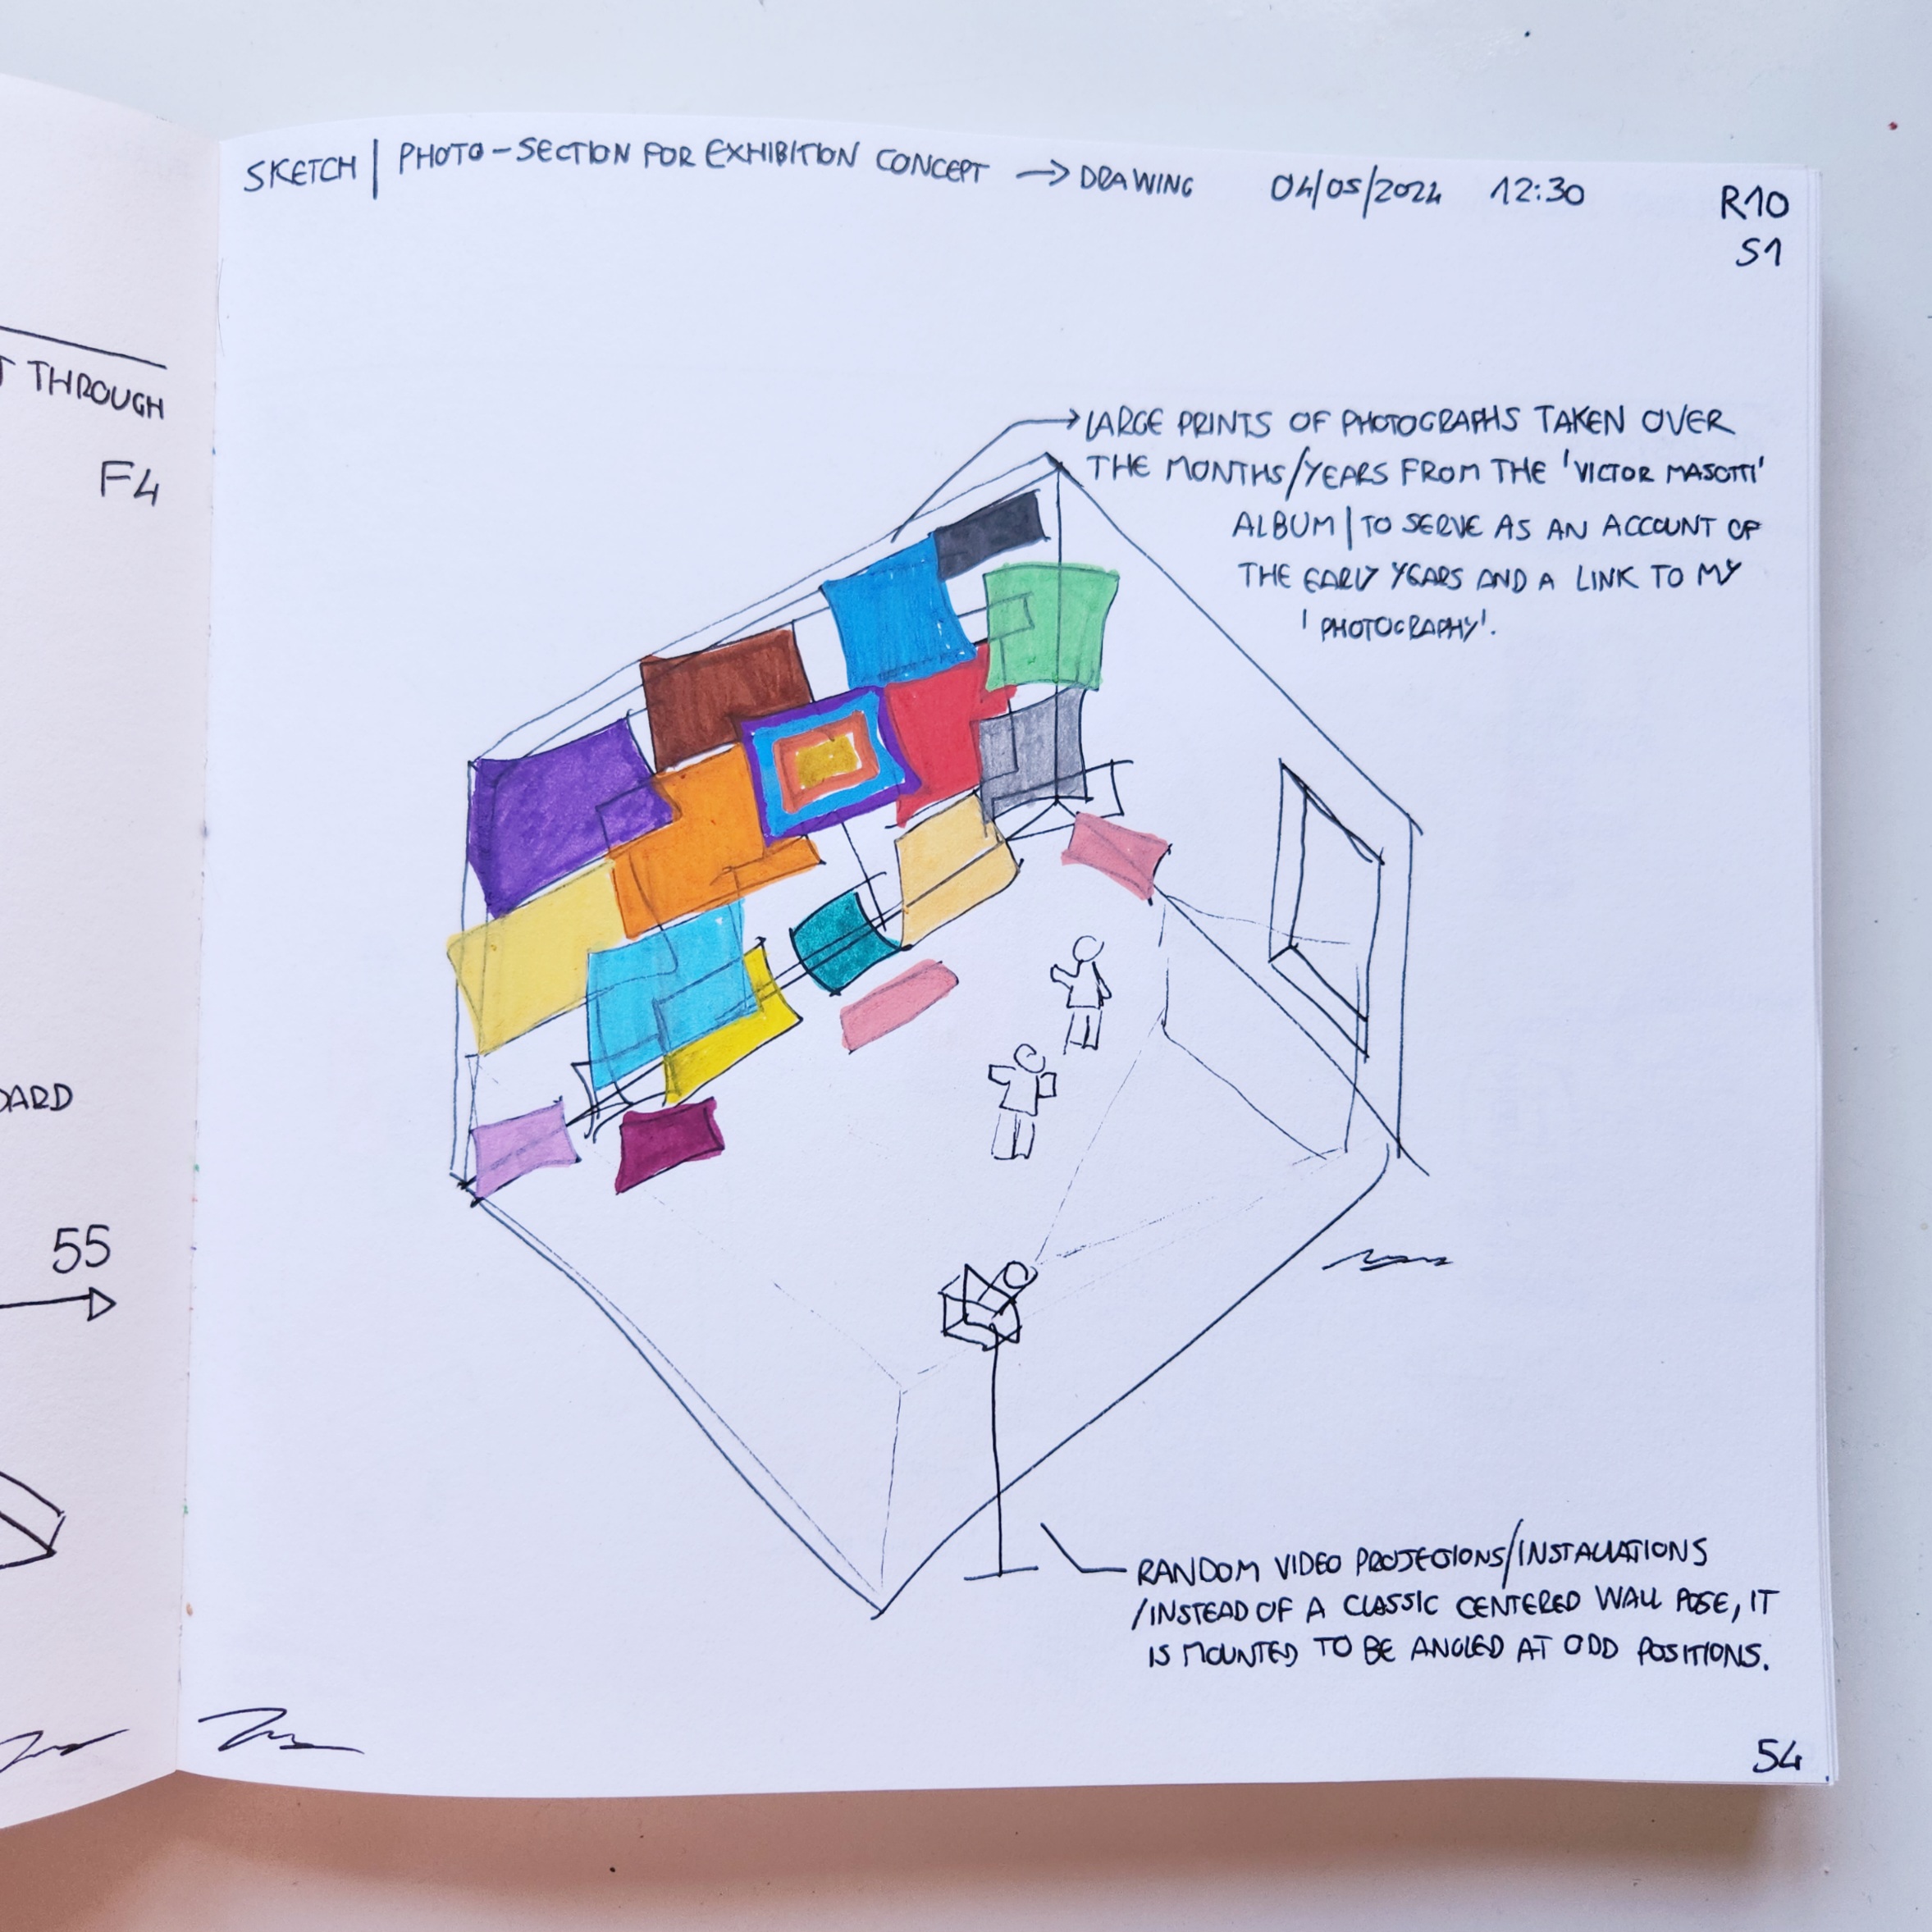 SKETCH | PHOTO-SECTION FOR EXHIBITION CONCEPT → DRAWING 04/05/2024 12:30
R10
S1
T THROUGH
F4
LARGE PRINTS OF PHOTOGRAPHS TAKEN OVER
THE MONTHS/YEARS FROM THE 'VICTOR MASOTTI'
ALBUM | TO SERVE AS AN ACCOUNT OF
THE EARLY YEARS AND A LINK TO MY
'PHOTOGRAPHY'.
OARD
55
RANDOM VIDEO PROJECTIONS/INSTALLATIONS
/INSTEAD OF A CLASSIC CENTERED WALL POSE, IT
IS MOUNTED TO BE ANGLED AT ODD POSITIONS.
54